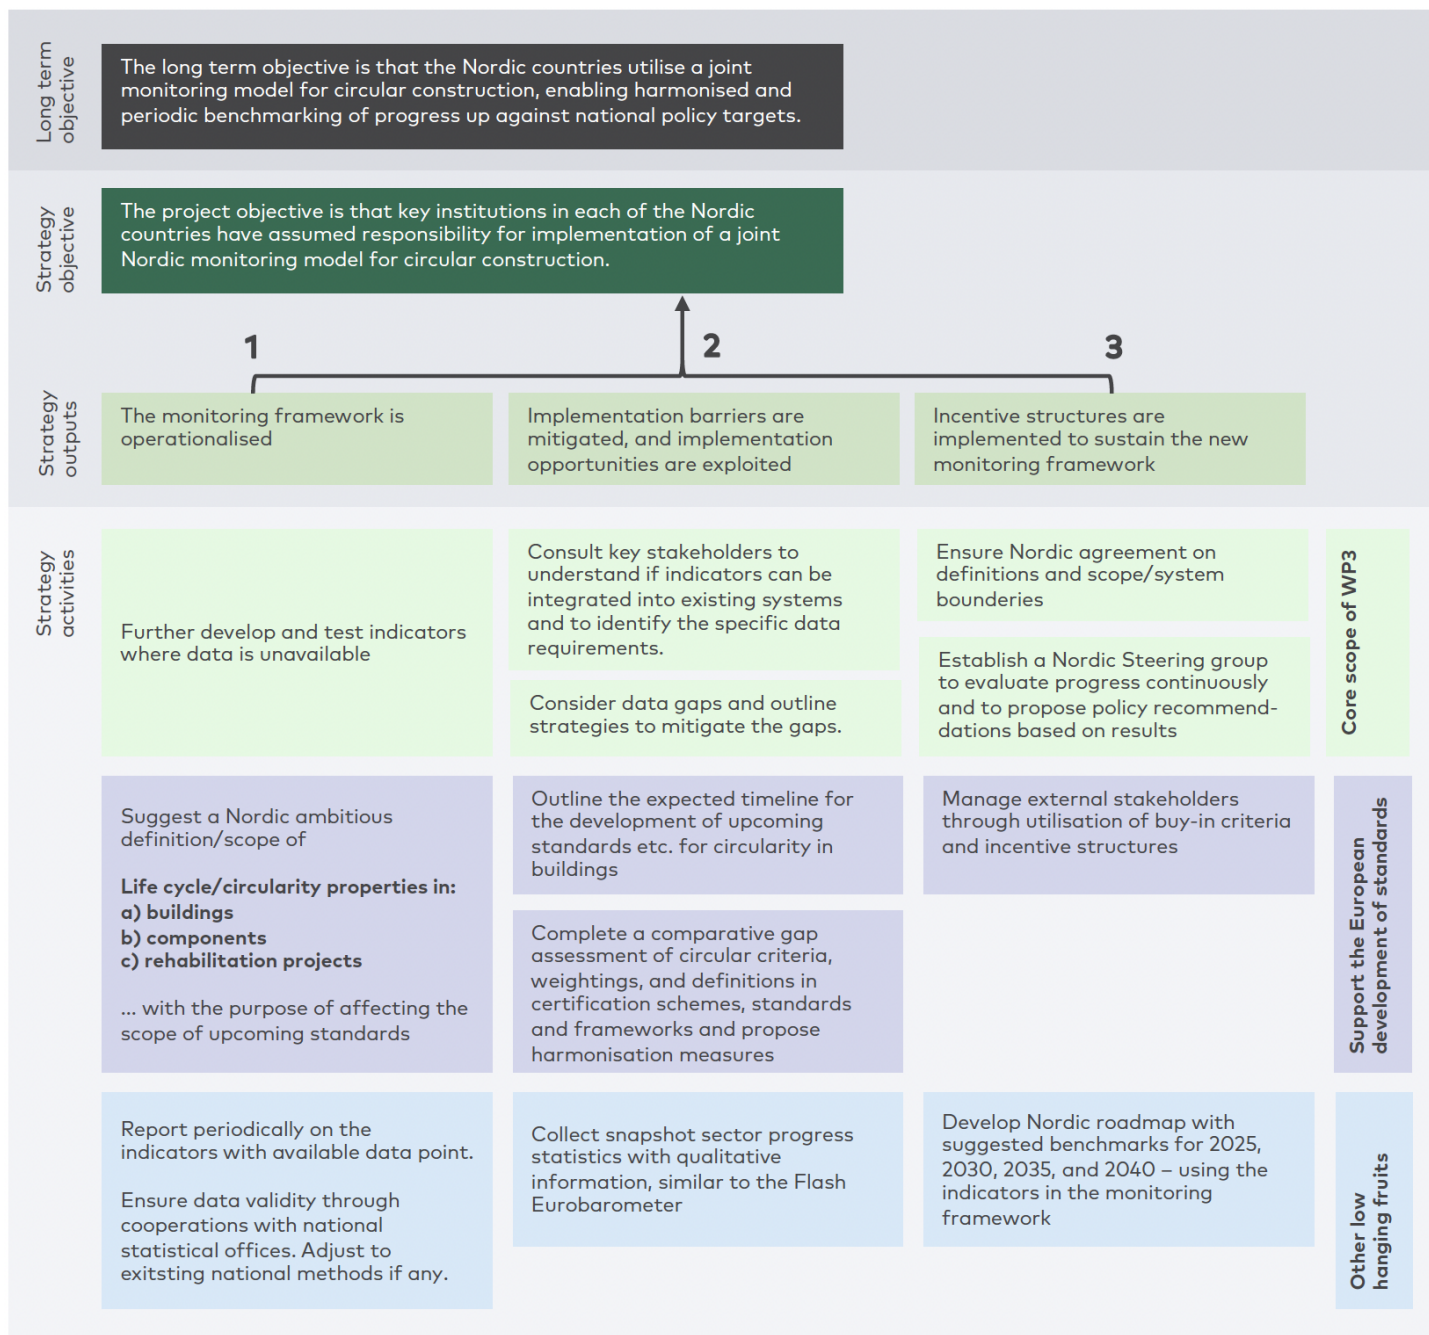 Long term
objective
The long term objective is that the Nordic countries utilise a joint
monitoring model for circular construction, enabling harmonised and
periodic benchmarking of progress up against national policy targets.
Strategy
objective
The project objective is that key institutions in each of the Nordic
countries have assumed responsibility for implementation of a joint
Nordic monitoring model for circular construction.
1
2
3
Strategy
outputs
The monitoring framework is
operationalised
Implementation barriers are
mitigated, and implementation
opportunities are exploited
Incentive structures are
implemented to sustain the new
monitoring framework
Strategy
activities
Further develop and test indicators
where data is unavailable
Consult key stakeholders to
understand if indicators can be
integrated into existing systems
and to identify the specific data
requirements.
Consider data gaps and outline
strategies to mitigate the gaps.
Ensure Nordic agreement on
definitions and scope/system
bounderies
Establish a Nordic Steering group
to evaluate progress continuously
and to propose policy recommend-
dations based on results
Core scope of WP3
Suggest a Nordic ambitious
definition/scope of
Life cycle/circularity properties in:
a) buildings
b) components
c) rehabilitation projects
... with the purpose of affecting the
scope of upcoming standards
Outline the expected timeline for
the development of upcoming
standards etc. for circularity in
buildings
Complete a comparative gap
assessment of circular criteria,
weightings, and definitions in
certification schemes, standards
and frameworks and propose
harmonisation measures
Manage external stakeholders
through utilisation of buy-in criteria
and incentive structures
Support the European
development of standards
Report periodically on the
indicators with available data point.
Ensure data validity through
cooperations with national
statistical offices. Adjust to
exitsting national methods if any.
Collect snapshot sector progress
statistics with qualitative
information, similar to the Flash
Eurobarometer
Develop Nordic roadmap with
suggested benchmarks for 2025,
2030, 2035, and 2040 – using the
indicators in the monitoring
framework
Other low
hanging fruits